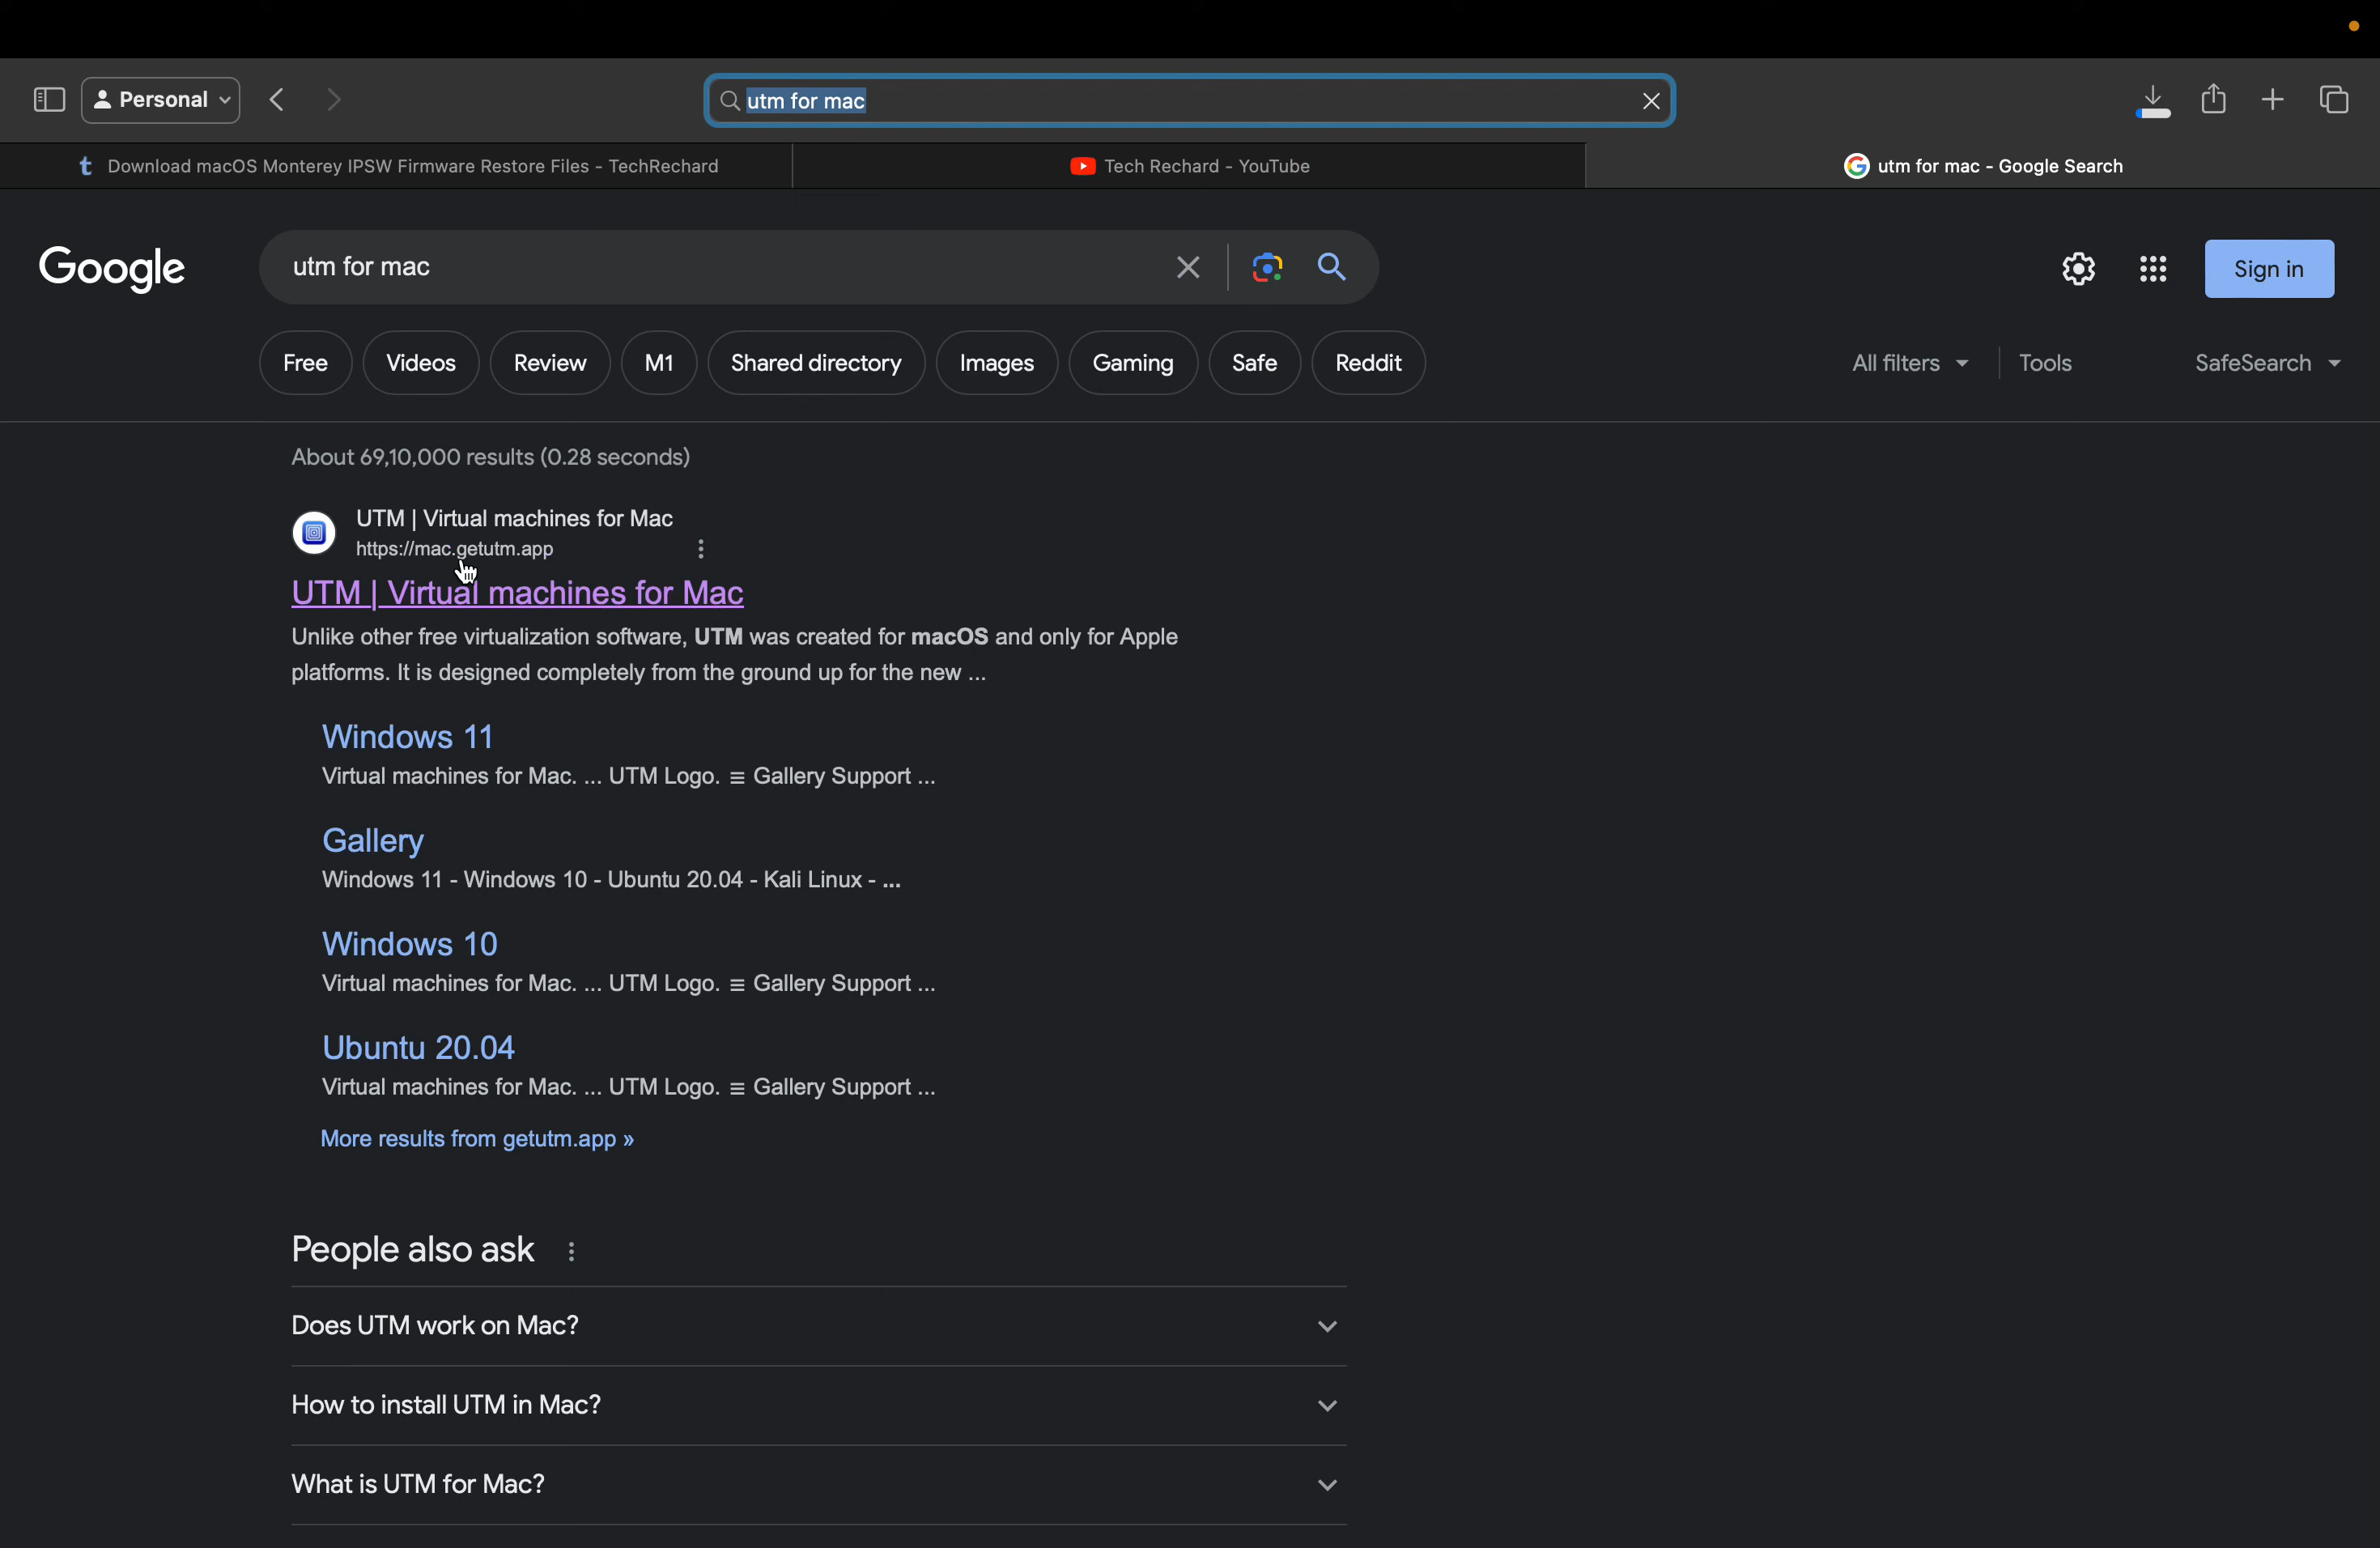 Personal
utm for mac
Download macOS Monterey IPSW Firmware Restore Files - TechRechard
Tech Rechard - YouTube
utm for mac - Google Search
Google
utm for mac
Sign in
Free
Videos
Review
M1
Shared directory
Images
Gaming
Safe
Reddit
All filters
Tools
SafeSearch
About 69,10,000 results (0.28 seconds)
UTM | Virtual machines for Mac
https://mac.getutm.app
UTM | Virtual machines for Mac
Unlike other free virtualization software, UTM was created for macOS and only for Apple
platforms. It is designed completely from the ground up for the new ...
Windows 11
Virtual machines for Mac. ... UTM Logo. ≡ Gallery Support ...
Gallery
Windows 11 - Windows 10 - Ubuntu 20.04 - Kali Linux - ...
Windows 10
Virtual machines for Mac. ... UTM Logo. ≡ Gallery Support ...
Ubuntu 20.04
Virtual machines for Mac. ... UTM Logo. ≡ Gallery Support ...
More results from getutm.app »
People also ask
Does UTM work on Mac?
How to install UTM in Mac?
What is UTM for Mac?